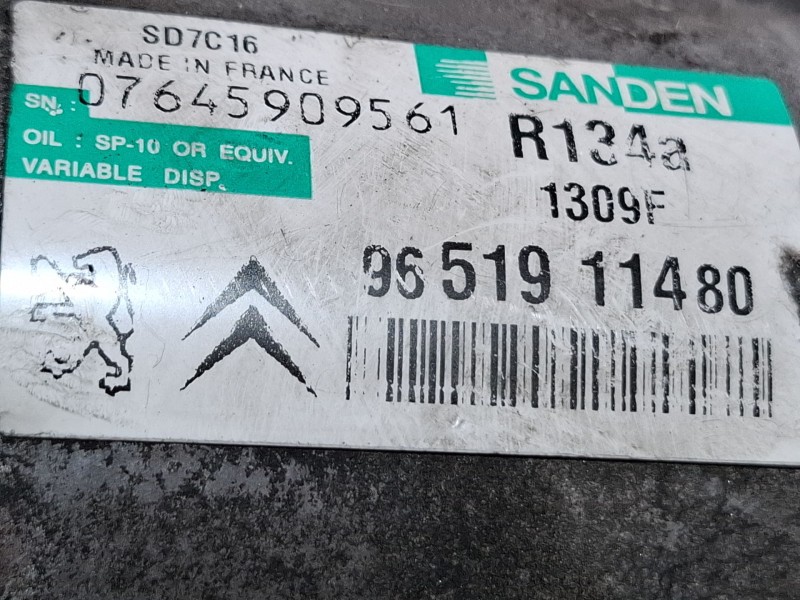 SD7C16
MADE IN FRANCE
SANDEN
SN. : 07645909561
R134a
OIL : SP-10 OR EQUIV.
VARIABLE DISP.
1309F
96 519 114 80